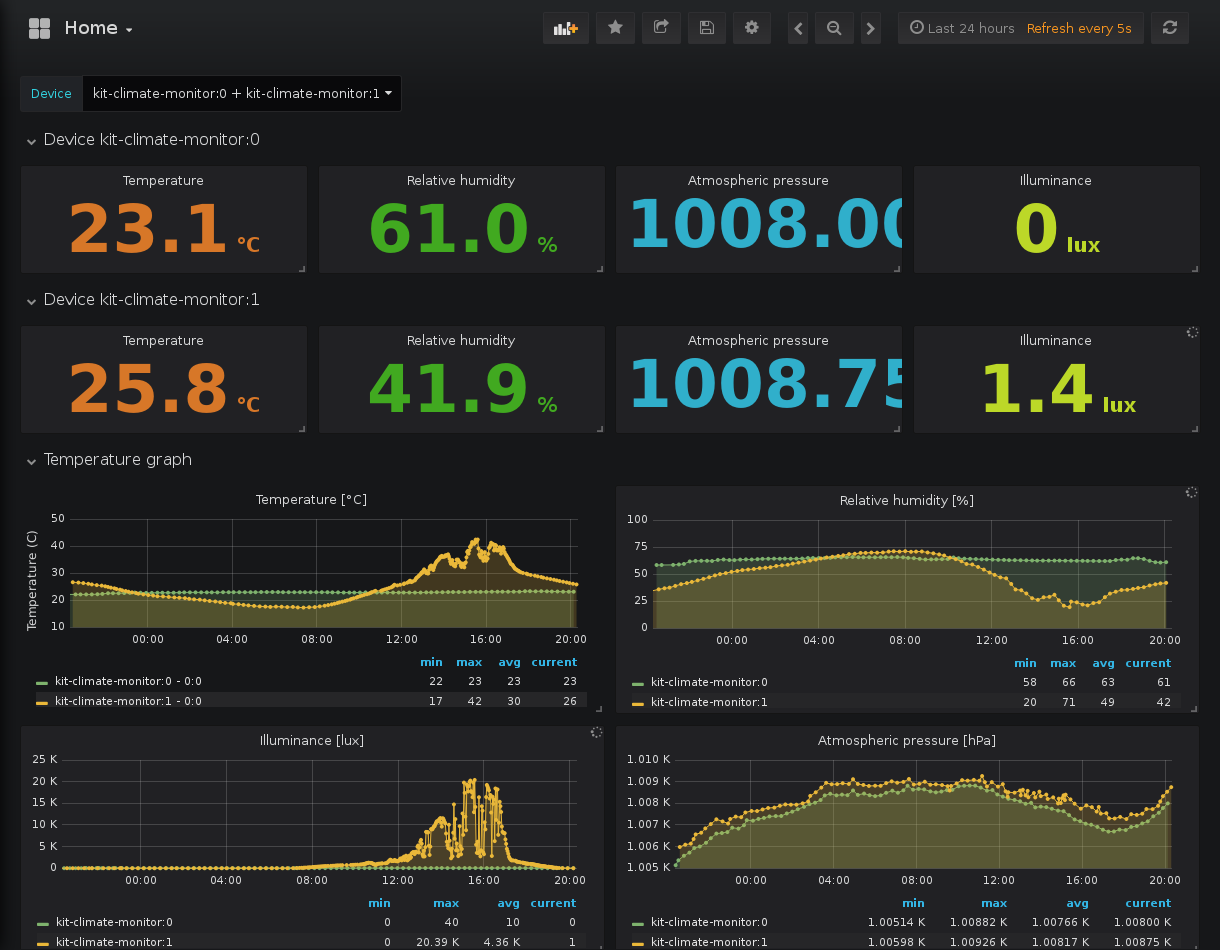 Home
Last 24 hours Refresh every 5s
Device kit-climate-monitor:0 + kit-climate-monitor:1
Device kit-climate-monitor:0
Temperature Relative humidity Atmospheric pressure Illuminance
23.1 °C 61.0 % 1008.00 0 lux
Device kit-climate-monitor:1
Temperature Relative humidity Atmospheric pressure Illuminance
25.8 °C 41.9 % 1008.75 1.4 lux
Temperature graph
Temperature [°C]
Temperature (C)
50
40
30
20
10
00:00 04:00 08:00 12:00 16:00 20:00
min max avg current
kit-climate-monitor:0 - 0:0 22 23 23 23
kit-climate-monitor:1 - 0:0 17 42 30 26
Relative humidity [%]
100
75
50
25
0
00:00 04:00 08:00 12:00 16:00 20:00
min max avg current
kit-climate-monitor:0 58 66 63 61
kit-climate-monitor:1 20 71 49 42
Illuminance [lux]
25 K
20 K
15 K
10 K
5 K
0
00:00 04:00 08:00 12:00 16:00 20:00
min max avg current
kit-climate-monitor:0 0 40 10 0
kit-climate-monitor:1 0 20.39 K 4.36 K 1
Atmospheric pressure [hPa]
1.010 K
1.009 K
1.008 K
1.007 K
1.006 K
1.005 K
00:00 04:00 08:00 12:00 16:00 20:00
min max avg current
kit-climate-monitor:0 1.00514 K 1.00882 K 1.00766 K 1.00800 K
kit-climate-monitor:1 1.00598 K 1.00926 K 1.00817 K 1.00875 K